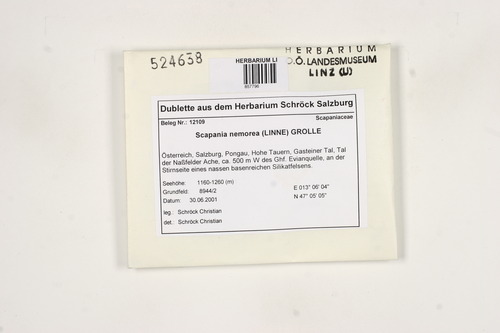 524638
HERBARIUM LI
857796
HERBARIUM
O.Ö. LANDESMUSEUM
LINZ (U)
Dublette aus dem Herbarium Schröck Salzburg
Beleg Nr.: 12109
Scapaniaceae
Scapania nemorea (LINNE) GROLLE
Österreich, Salzburg, Pongau, Hohe Tauern, Gasteiner Tal, Tal
der Naßfelder Ache, ca. 500 m W des Ghf. Evianquelle, an der
Stirnseite eines nassen basenreichen Silikatfelsens.
Seehöhe: 1160-1260 (m)
E 013° 06' 04"
Grundfeld: 8944/2
N 47° 05' 05"
Datum: 30.06.2001
leg.: Schröck Christian
det.: Schröck Christian